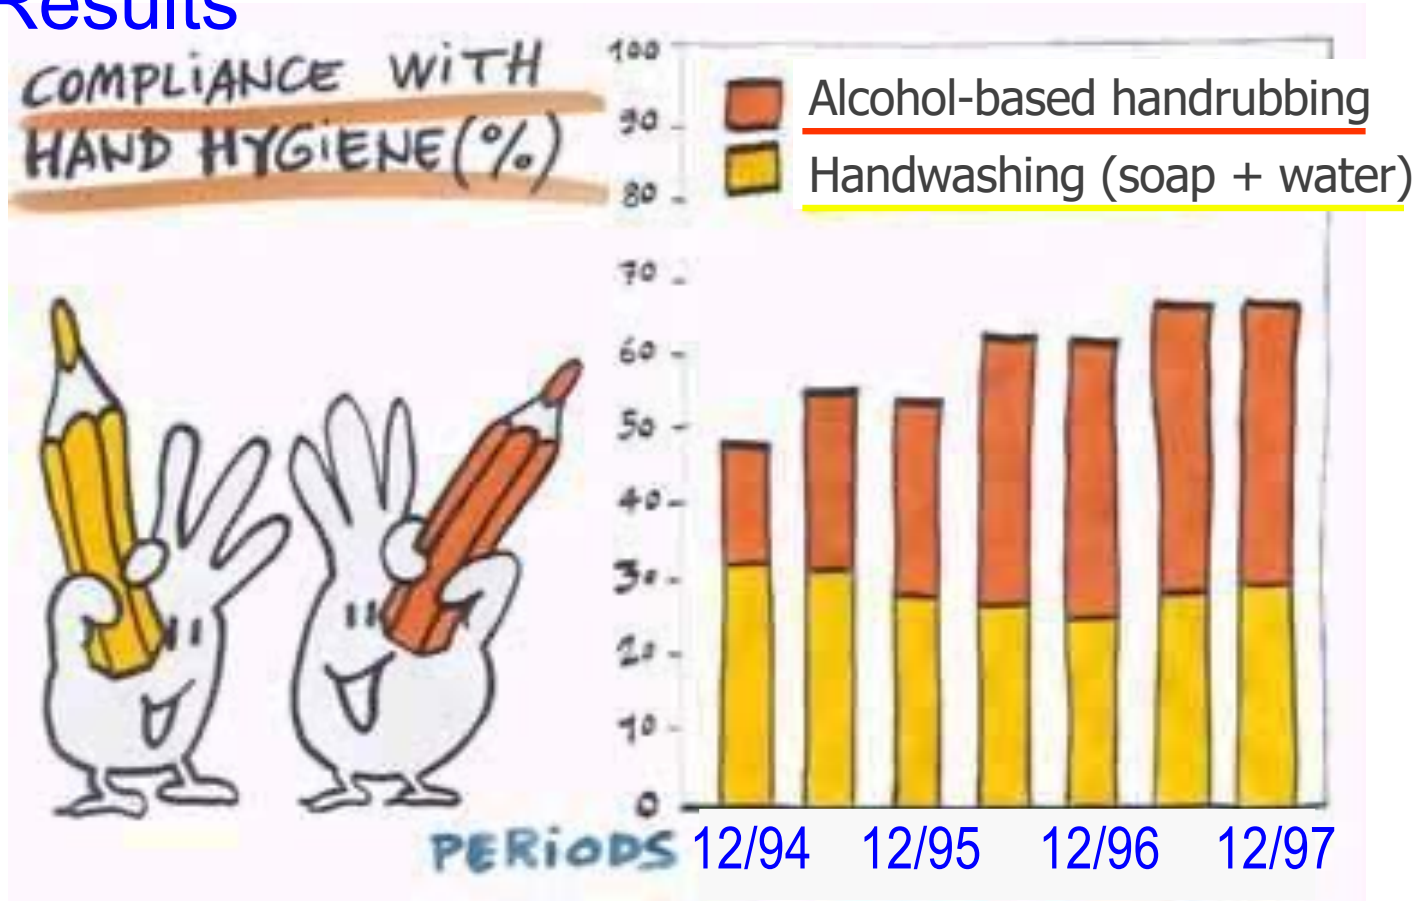 Results
COMPLIANCE WITH
HAND HYGIENE (%)
100
90
80
70
60
50
40
30
20
10
0
Alcohol-based handrubbing
Handwashing (soap + water)
PERIODS 12/94 12/95 12/96 12/97